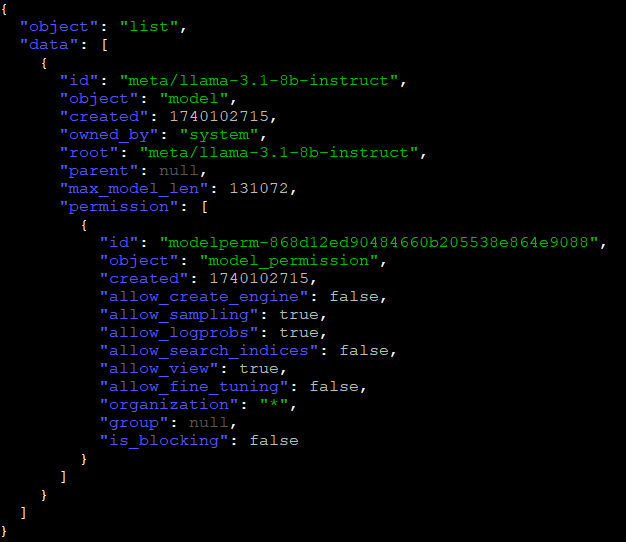 {
  "object": "list",
  "data": [
    {
      "id": "meta/llama-3.1-8b-instruct",
      "object": "model",
      "created": 1740102715,
      "owned_by": "system",
      "root": "meta/llama-3.1-8b-instruct",
      "parent": null,
      "max_model_len": 131072,
      "permission": [
        {
          "id": "modelperm-868d12ed90484660b205538e864e9088",
          "object": "model_permission",
          "created": 1740102715,
          "allow_create_engine": false,
          "allow_sampling": true,
          "allow_logprobs": true,
          "allow_search_indices": false,
          "allow_view": true,
          "allow_fine_tuning": false,
          "organization": "*",
          "group": null,
          "is_blocking": false
        }
      ]
    }
  ]
}